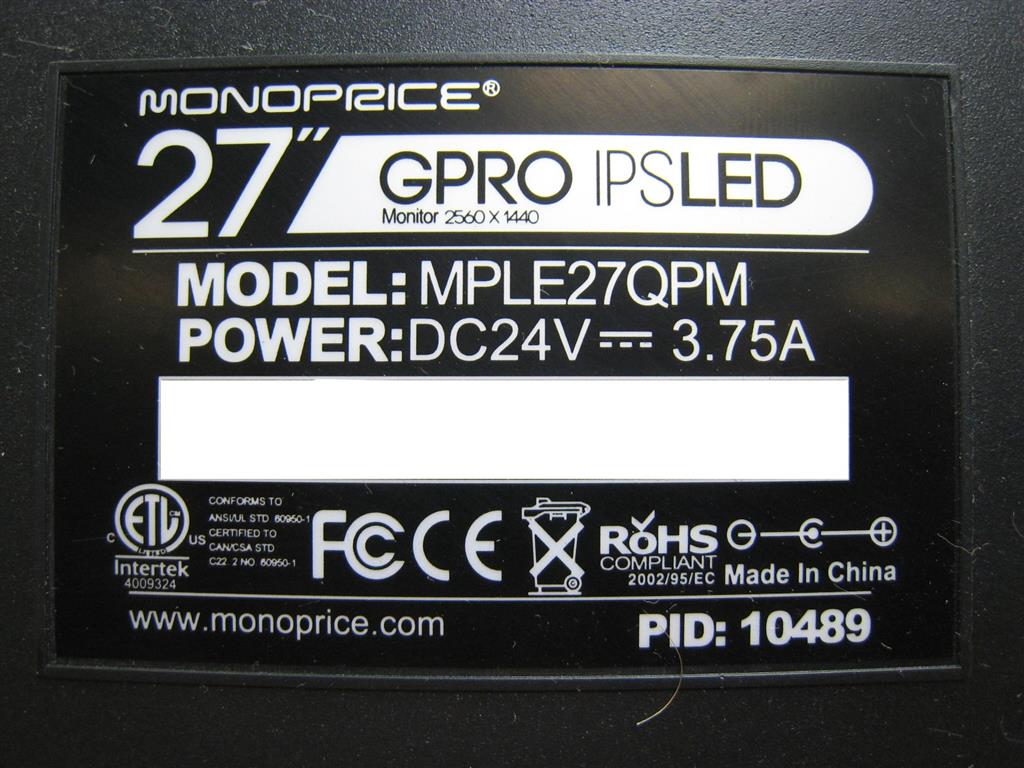 MONOPRICE®
27" GPRO IPSLED
Monitor 2560 X 1440
MODEL: MPLE27QPM
POWER: DC24V ⎓ 3.75A
ETL CM
LISTED
C US
Intertek
4009324
CONFORMS TO
ANSI/UL STD. 60950-1
CERTIFIED TO
CAN/CSA STD
C22. 2 NO. 60950-1
FC CE
RoHS
COMPLIANT
2002/95/EC
Made In China
www.monoprice.com
PID: 10489